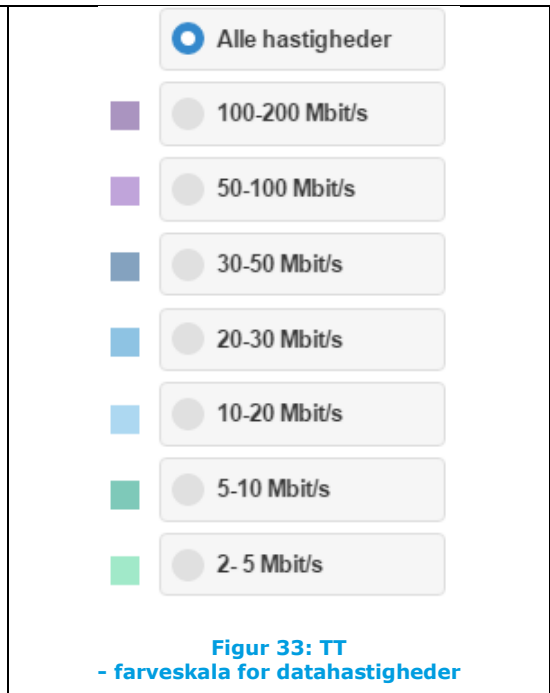 Alle hastigheder
100-200 Mbit/s
50-100 Mbit/s
30-50 Mbit/s
20-30 Mbit/s
10-20 Mbit/s
5-10 Mbit/s
2- 5 Mbit/s
Figur 33: TT
- farveskala for datahastigheder